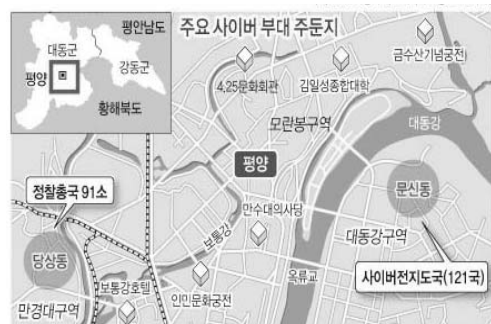 주요 사이버 부대 주둔지
평안남도
대동군
강동군
평양
황해북도
금수산기념궁전
4.25문화회관
김일성종합대학
모란봉구역
대동강
평양
문신동
정찰총국 91소
만수대의사당
보통강
대동강구역
당상동
옥류교
사이버전지도국(121국)
보통강호텔
인민문화궁전
만경대구역